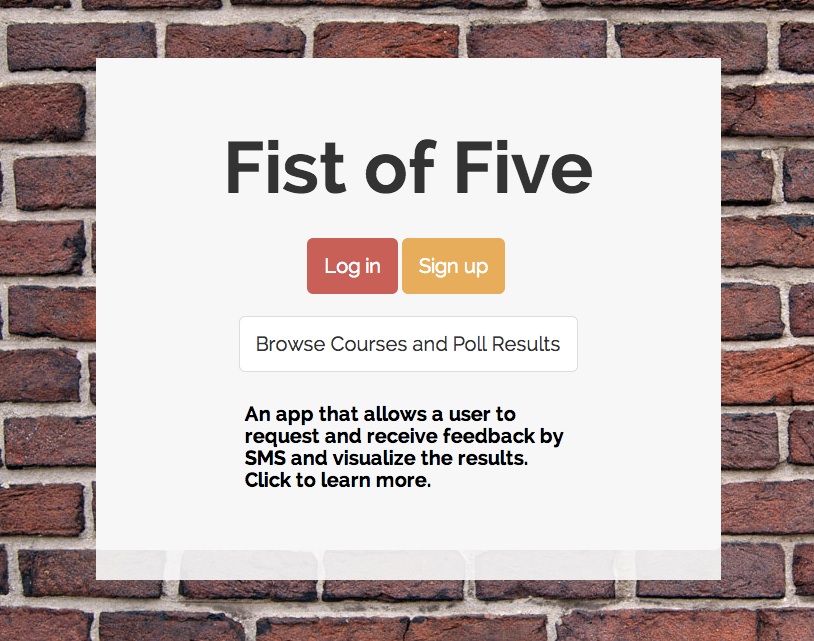 Fist of Five
Log in
Sign up
Browse Courses and Poll Results
An app that allows a user to
request and receive feedback by
SMS and visualize the results.
Click to learn more.